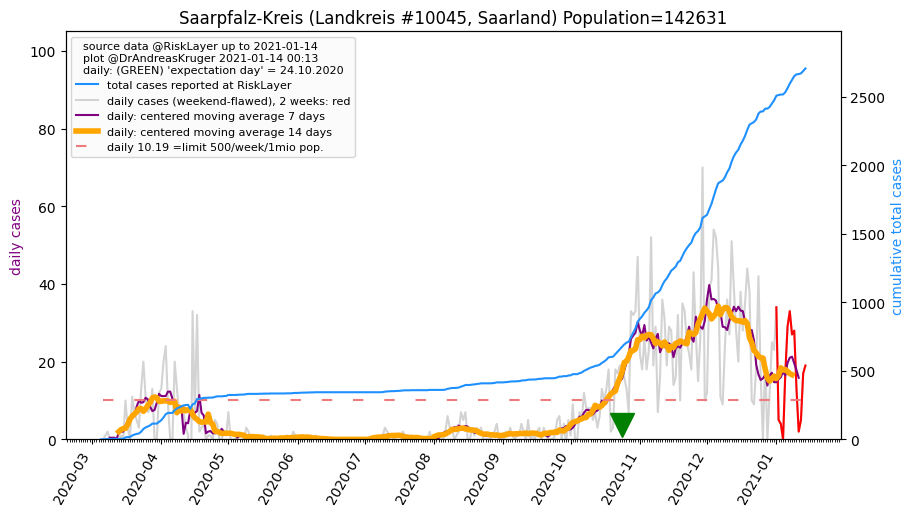 Saarpfalz-Kreis (Landkreis #10045, Saarland) Population=142631
source data @RiskLayer up to 2021-01-14
plot @DrAndreasKruger 2021-01-14 00:13
daily: (GREEN) 'expectation day' = 24.10.2020
total cases reported at RiskLayer
daily cases (weekend-flawed), 2 weeks: red
daily: centered moving average 7 days
daily: centered moving average 14 days
daily 10.19 =limit 500/week/1mio pop.
daily cases
100
80
60
40
20
0
cumulative total cases
2500
2000
1500
1000
500
0
2020-03
2020-04
2020-05
2020-06
2020-07
2020-08
2020-09
2020-10
2020-11
2020-12
2021-01